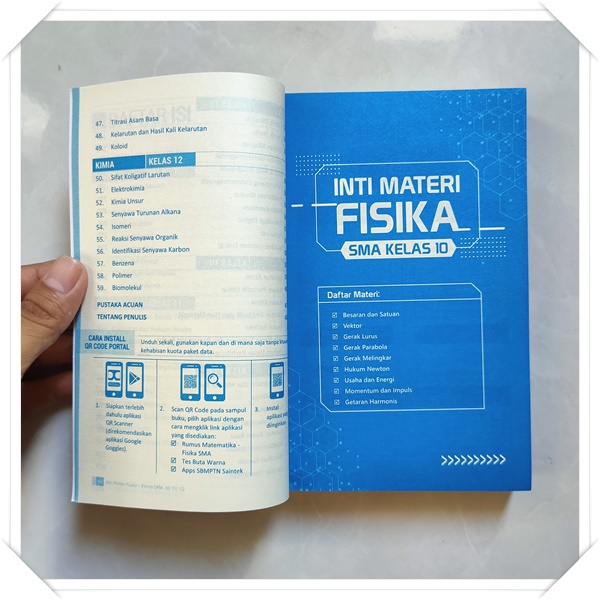 47. Titrasi Asam Basa
48. Kelarutan dan Hasil Kali Kelarutan
49. Koloid
KIMIA KELAS 12
50. Sifat Koligatif Larutan
51. Elektrokimia
52. Kimia Unsur
53. Senyawa Turunan Alkana
54. Isomeri
55. Reaksi Senyawa Organik
56. Identifikasi Senyawa Karbon
57. Benzena
58. Polimer
59. Biomolekul
PUSTAKA ACUAN
TENTANG PENULIS
CARA INSTALL
QR CODE PORTAL
Unduh sekali, gunakan kapan dan di mana saja tanpa
kehabisan kuota paket data.
1. Siapkan terlebih
dahulu aplikasi
QR Scanner
(direkomendasikan
aplikasi Google
Goggles).
2. Scan QR Code pada sampul
buku, pilih aplikasi dengan
cara mengklik link aplikasi
yang disediakan:
Rumus Matematika -
Fisika SMA
Tes Buta Warna
Apps SBMPTN Saintek
3. Install
aplikasi
diinginkan
INTI MATERI
FISIKA
SMA KELAS 10
Daftar Materi:
Besaran dan Satuan
Vektor
Gerak Lurus
Gerak Parabola
Gerak Melingkar
Hukum Newton
Usaha dan Energi
Momentum dan Impuls
Getaran Harmonis